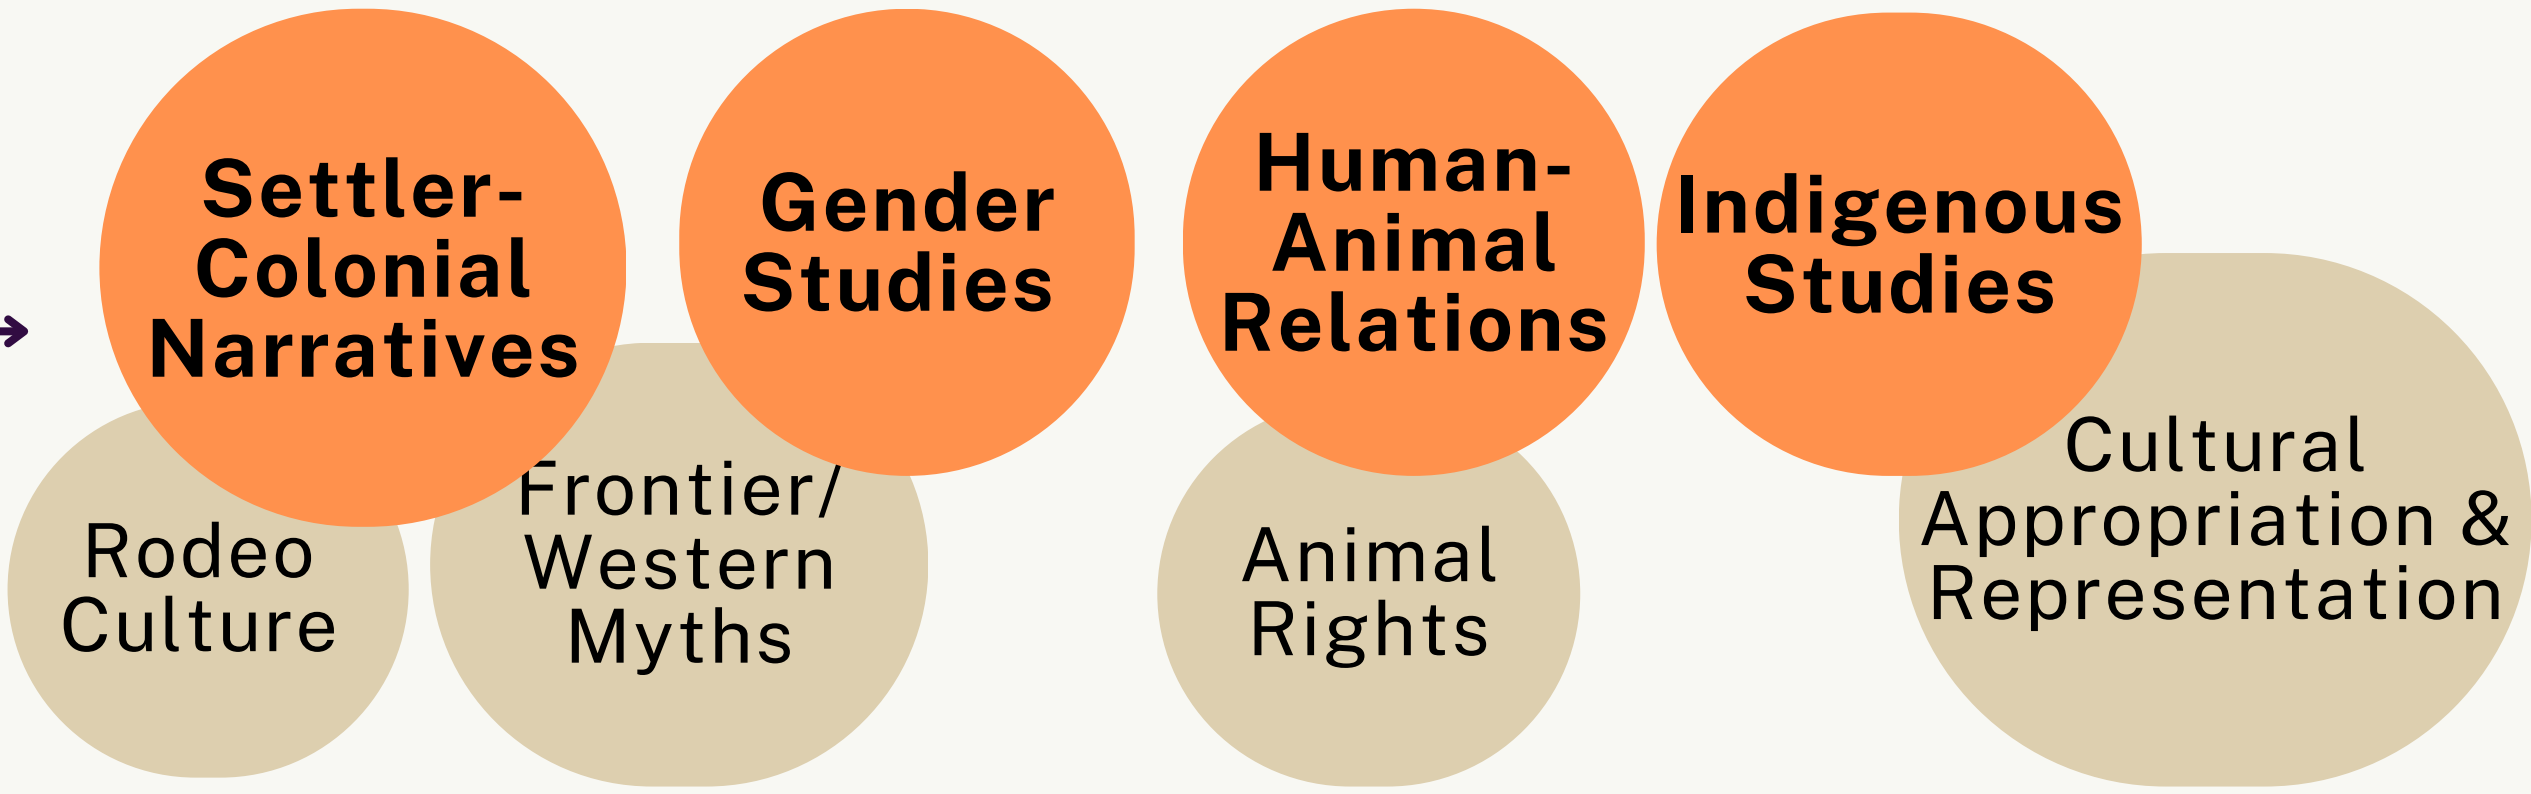 Settler-
Colonial
Narratives
Gender
Studies
Human-
Animal
Relations
Indigenous
Studies
Rodeo
Culture
Frontier/
Western
Myths
Animal
Rights
Cultural
Appropriation &
Representation